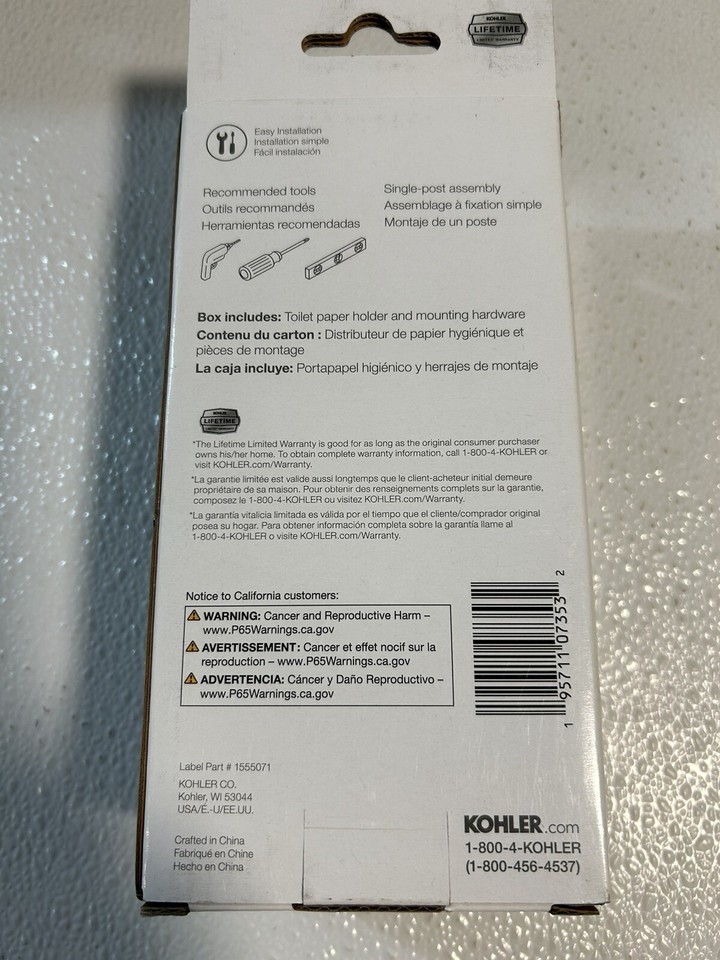 KOHLER
LIFETIME
LIMITED WARRANTY
Easy Installation
Installation simple
Fácil instalación
Recommended tools
Outils recommandés
Herramientas recomendadas
Single-post assembly
Assemblage à fixation simple
Montaje de un poste
Box includes: Toilet paper holder and mounting hardware
Contenu du carton : Distributeur de papier hygiénique et
pièces de montage
La caja incluye: Portapapel higiénico y herrajes de montaje
KOHLER
LIFETIME
LIMITED WARRANTY
*The Lifetime Limited Warranty is good for as long as the original consumer purchaser
owns his/her home. To obtain complete warranty information, call 1-800-4-KOHLER or
visit KOHLER.com/Warranty.
*La garantie limitée est valide aussi longtemps que le client-acheteur initial demeure
propriétaire de sa maison. Pour obtenir des renseignements complets sur la garantie,
composez le 1-800-4-KOHLER ou visitez KOHLER.com/Warranty.
*La garantía vitalicia limitada es válida por el tiempo que el cliente/comprador original
posea su hogar. Para obtener información completa sobre la garantía llame al
1-800-4-KOHLER o visite KOHLER.com/Warranty.
Notice to California customers:
WARNING: Cancer and Reproductive Harm –
www.P65Warnings.ca.gov
AVERTISSEMENT: Cancer et effet nocif sur la
reproduction – www.P65Warnings.ca.gov
ADVERTENCIA: Cáncer y Daño Reproductivo –
www.P65Warnings.ca.gov
1 95711 07353 2
Label Part # 1555071
KOHLER CO.
Kohler, WI 53044
USA/É.-U/EE.UU.
Crafted in China
Fabriqué en Chine
Hecho en China
KOHLER.com
1-800-4-KOHLER
(1-800-456-4537)